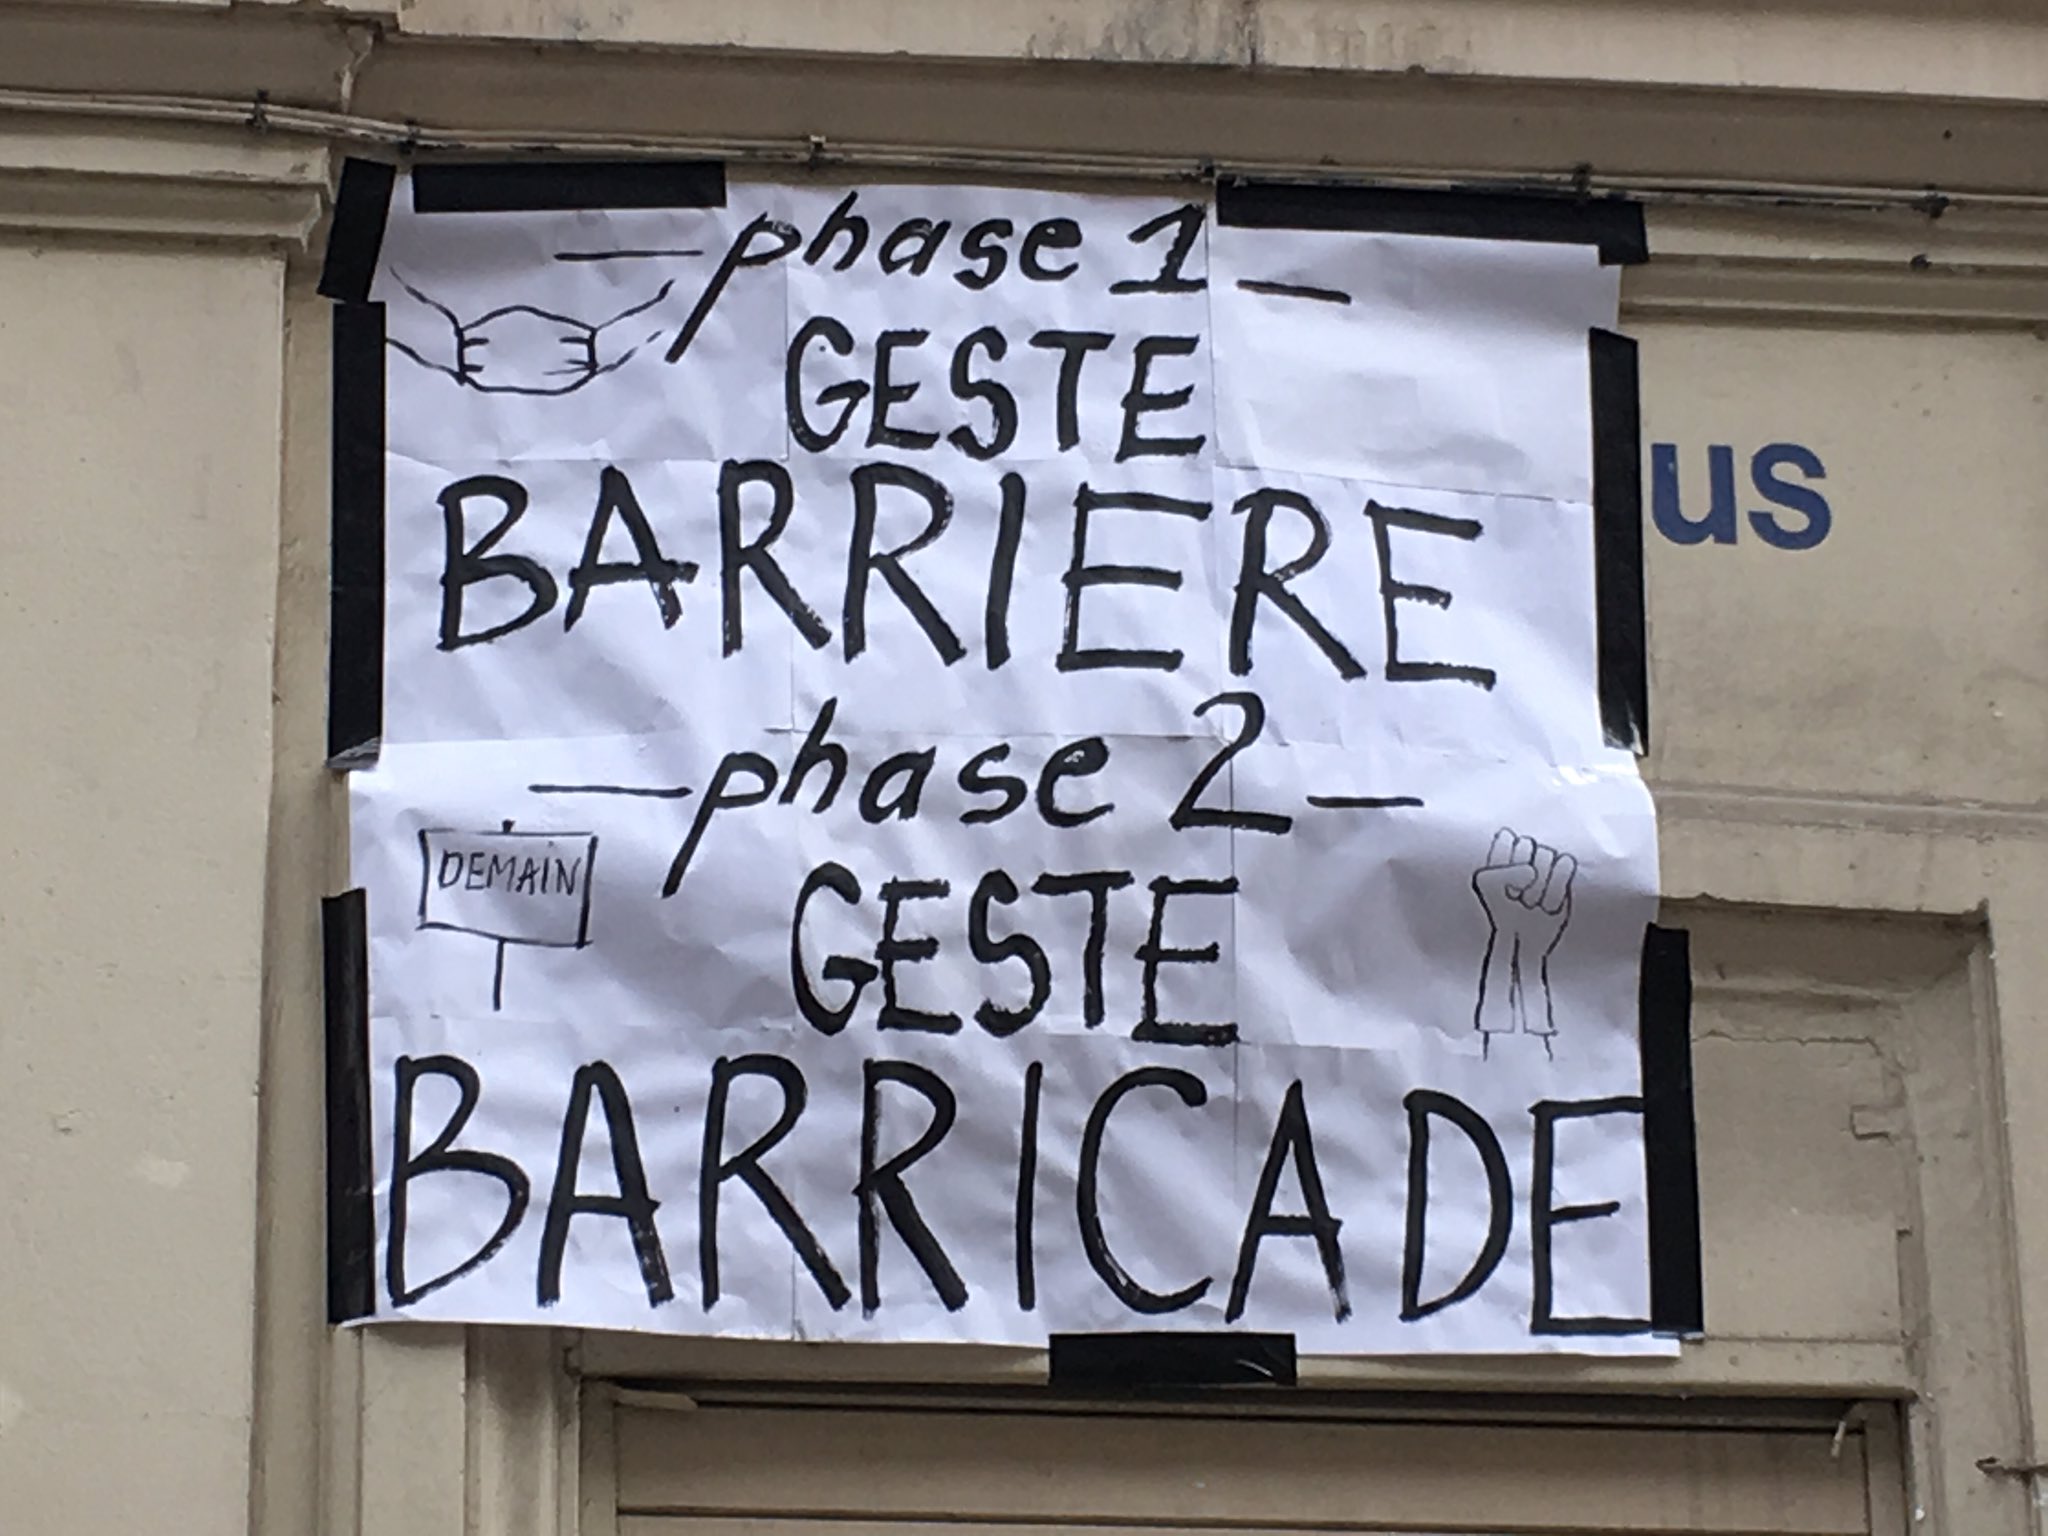 — phase 1 —
GESTE
BARRIERE
— phase 2 —
DEMAIN
GESTE
BARRICADE
us